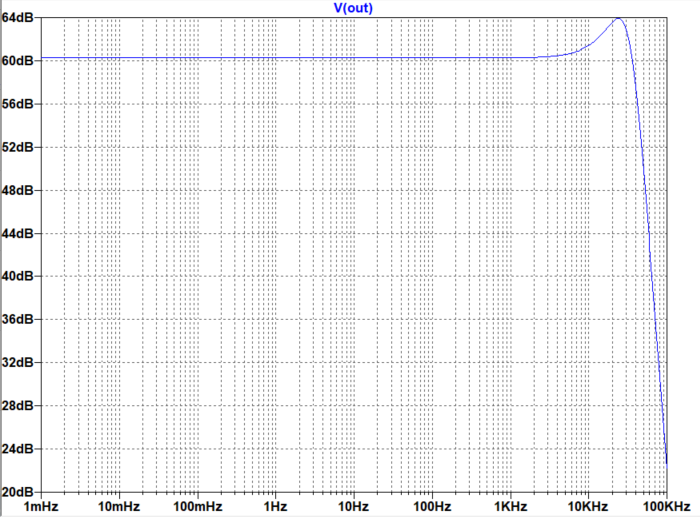 V(out)
64dB
60dB
56dB
52dB
48dB
44dB
40dB
36dB
32dB
28dB
24dB
20dB
1mHz 10mHz 100mHz 1Hz 10Hz 100Hz 1KHz 10KHz 100KHz